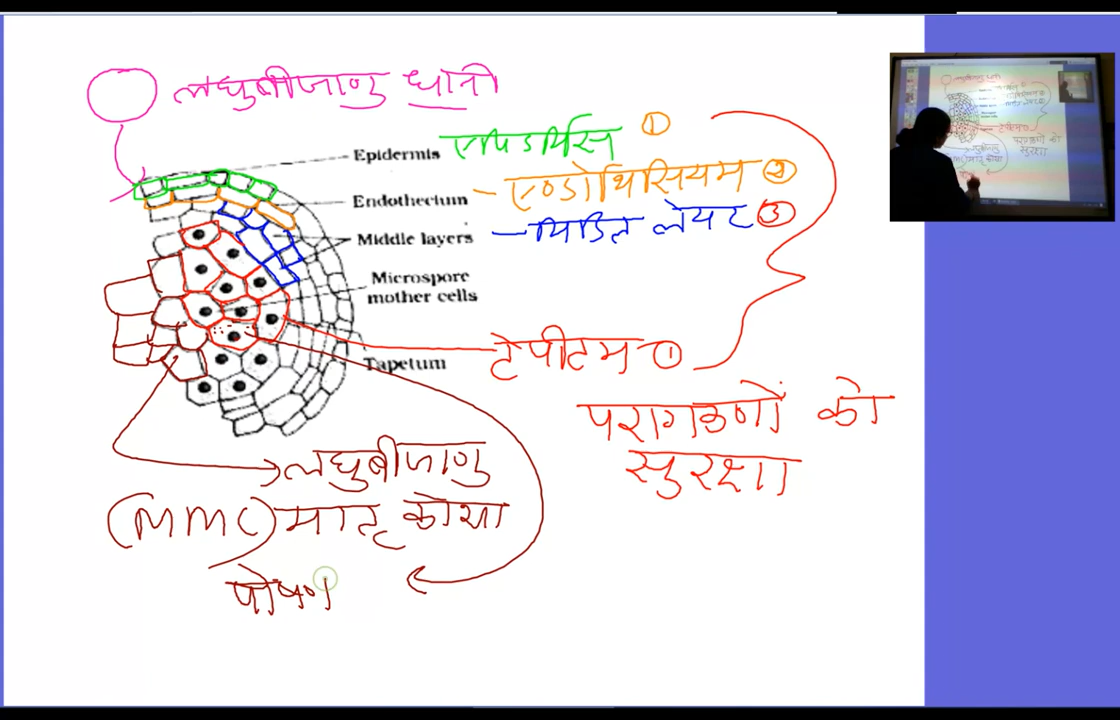 लघुबीजाणु धानी
Epidermis एपिडर्मिस ①
Endothecium - एण्डोथिसियम ②
Middle layers - मिडिल लेयर ③
Microspore
mother cells
Tapetum टेपीटम ①
परागकणों को
सुरक्षा
लघुबीजाणु
(MMC) मातृ कोशा
पोषण